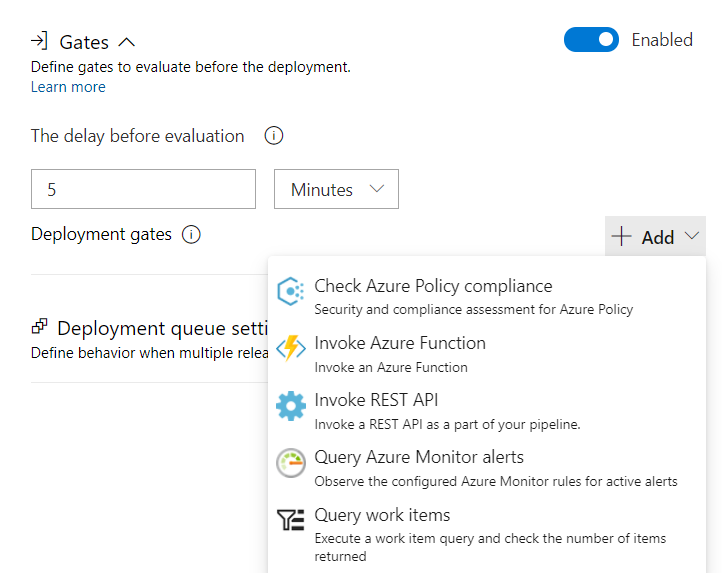 Gates
Enabled
Define gates to evaluate before the deployment.
Learn more
The delay before evaluation
5
Minutes
Deployment gates
Add
Check Azure Policy compliance
Security and compliance assessment for Azure Policy
Deployment queue setti
Define behavior when multiple relea
Invoke Azure Function
Invoke an Azure Function
Invoke REST API
Invoke a REST API as a part of your pipeline.
Query Azure Monitor alerts
Observe the configured Azure Monitor rules for active alerts
Query work items
Execute a work item query and check the number of items
returned